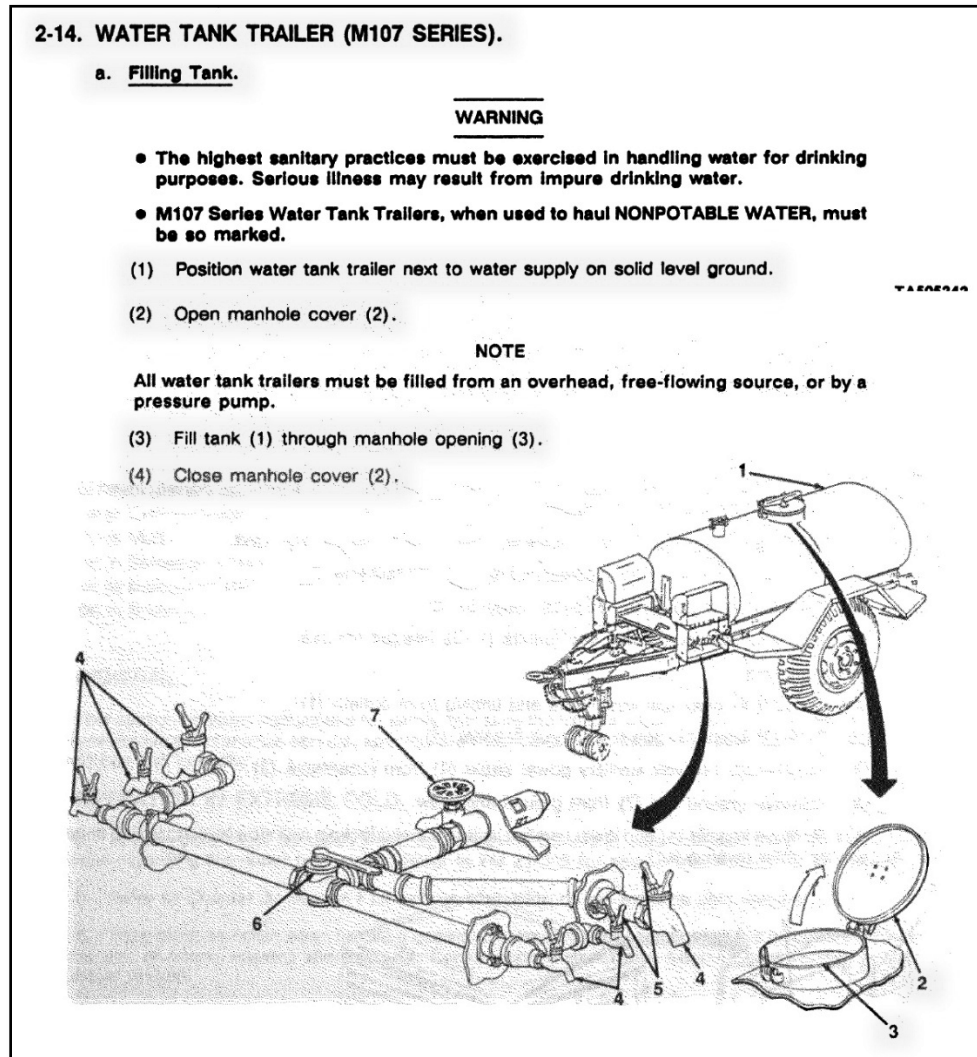 2-14. WATER TANK TRAILER (M107 SERIES).
a. Filling Tank.
WARNING
● The highest sanitary practices must be exercised in handling water for drinking
purposes. Serious illness may result from impure drinking water.
● M107 Series Water Tank Trailers, when used to haul NONPOTABLE WATER, must
be so marked.
(1) Position water tank trailer next to water supply on solid level ground.
TA505242
(2) Open manhole cover (2).
NOTE
All water tank trailers must be filled from an overhead, free-flowing source, or by a
pressure pump.
(3) Fill tank (1) through manhole opening (3).
(4) Close manhole cover (2).
1
4
7
6
4
5
4
2
3